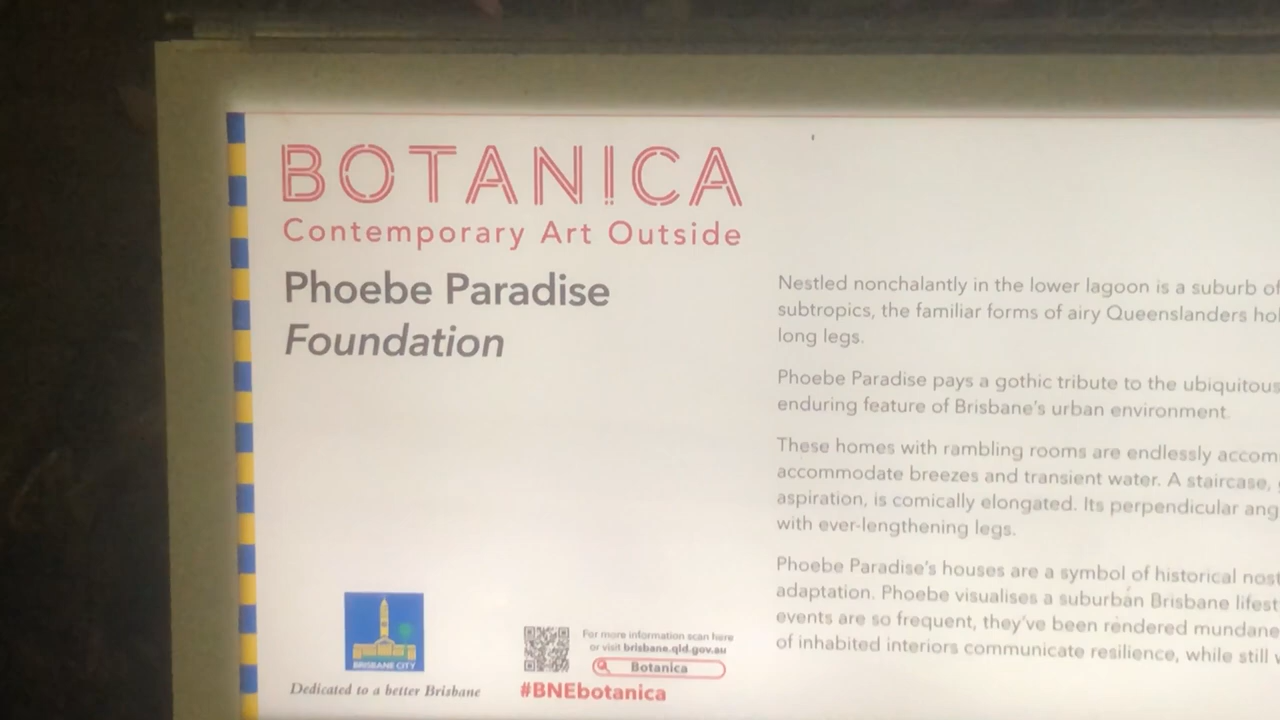 BOTANICA
Contemporary Art Outside
Phoebe Paradise
Foundation
Nestled nonchalantly in the lower lagoon is a suburb of
subtropics, the familiar forms of airy Queenslanders
long legs.
Phoebe Paradise pays a gothic tribute to the ubiquitous
enduring feature of Brisbane's urban environment.
These homes with rambling rooms are endlessly
accommodate breezes and transient water. A staircase,
aspiration, is comically elongated. Its perpendicular
with ever-lengthening legs.
Phoebe Paradise's houses are a symbol of historical
adaptation. Phoebe visualises a suburban Brisbane
events are so frequent, they've been rendered mundane
of inhabited interiors communicate resilience, while still
BRISBANE CITY
Dedicated to a better Brisbane
For more information scan here
or visit brisbane.qld.gov.au
Botanica
#BNEbotanica